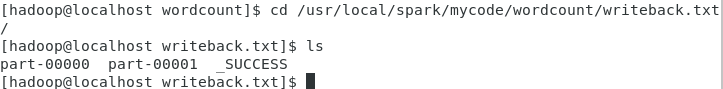 [hadoop@localhost wordcount]$ cd /usr/local/spark/mycode/wordcount/writeback.txt
/
[hadoop@localhost writeback.txt]$ ls
part-00000  part-00001  _SUCCESS
[hadoop@localhost writeback.txt]$